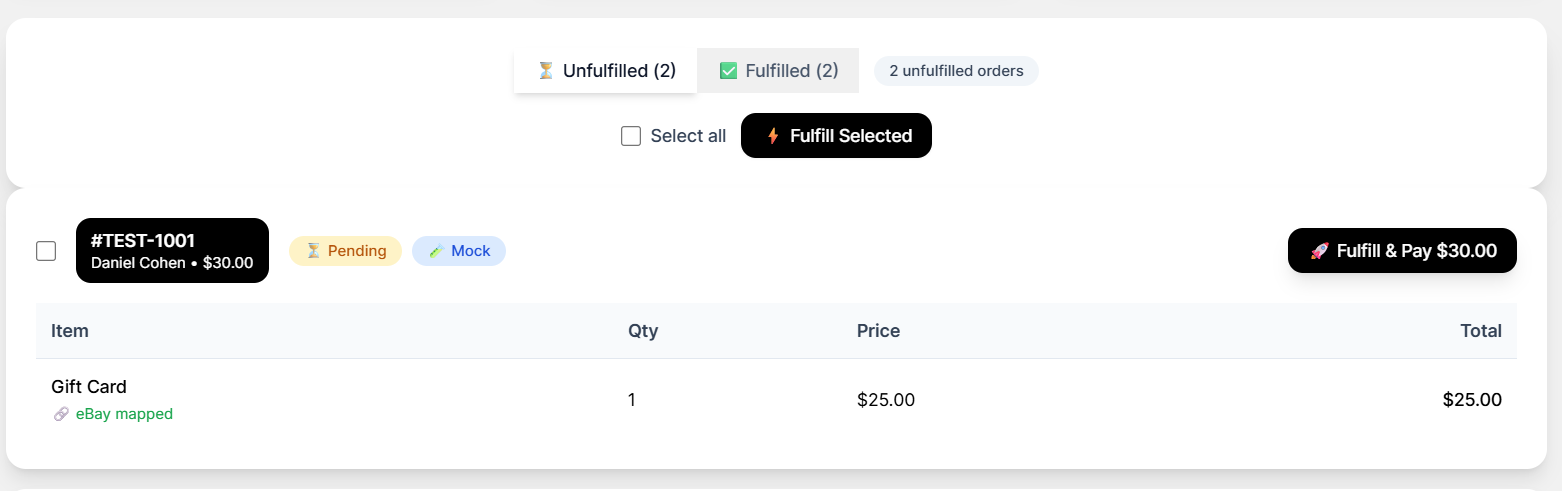 ⏳ Unfulfilled (2)
✅ Fulfilled (2)
2 unfulfilled orders
Select all
⚡ Fulfill Selected
#TEST-1001
Daniel Cohen • $30.00
⏳ Pending
🧪 Mock
🚀 Fulfill & Pay $30.00
Item Qty Price Total
Gift Card
🔗 eBay mapped
1 $25.00 $25.00